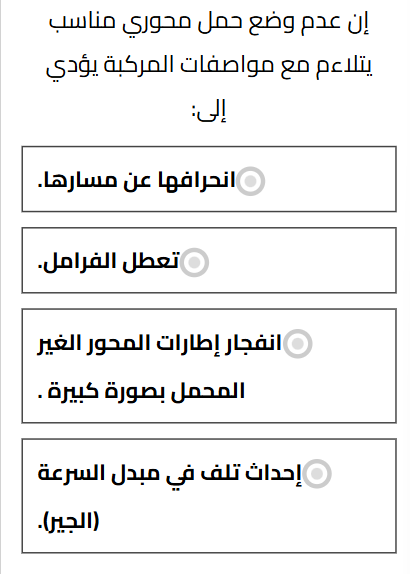 إن عدم وضع حمل محوري مناسب
يتلاءم مع مواصفات المركبة يؤدي
إلى:
انحرافها عن مسارها.
تعطل الفرامل.
انفجار إطارات المحور الغير
المحمل بصورة كبيرة .
إحداث تلف في مبدل السرعة
(الجير).